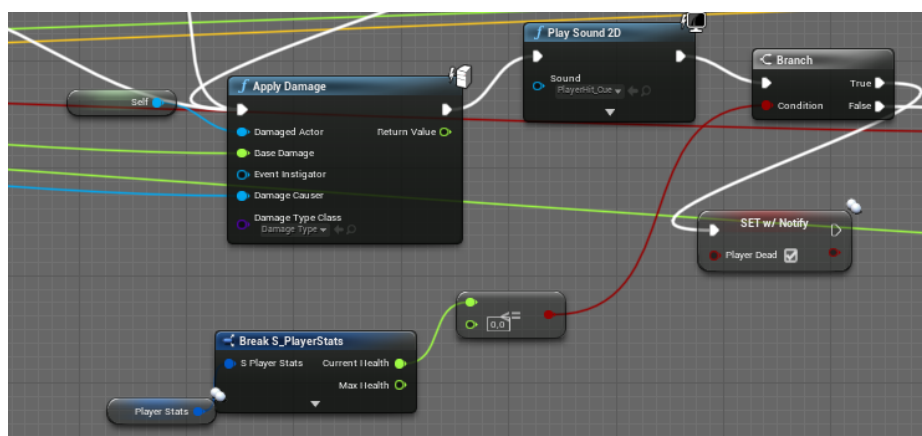 Play Sound 2D
Sound
PlayerHit_Cue
Branch
True
Condition
False
Self
Apply Damage
Damaged Actor
Return Value
Base Damage
Event Instigator
Damage Causer
Damage Type Class
Damage Type
SET w/ Notify
Player Dead
<=
0,0
Break S_PlayerStats
S Player Stats
Current Health
Max Health
Player Stats